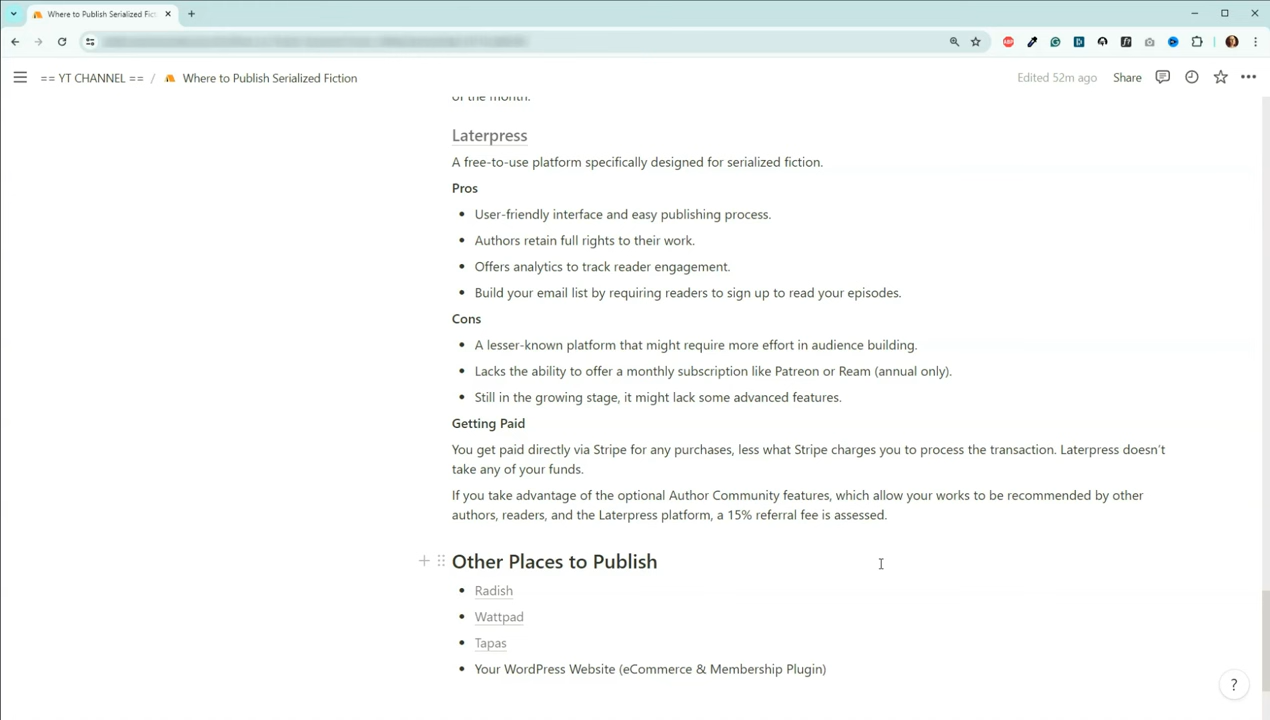 Where to Publish Serialized Fic
== YT CHANNEL == / Where to Publish Serialized Fiction
Edited 52m ago
Share
of the month.
Laterpress
A free-to-use platform specifically designed for serialized fiction.
Pros
• User-friendly interface and easy publishing process.
• Authors retain full rights to their work.
• Offers analytics to track reader engagement.
• Build your email list by requiring readers to sign up to read your episodes.
Cons
• A lesser-known platform that might require more effort in audience building.
• Lacks the ability to offer a monthly subscription like Patreon or Ream (annual only).
• Still in the growing stage, it might lack some advanced features.
Getting Paid
You get paid directly via Stripe for any purchases, less what Stripe charges you to process the transaction. Laterpress doesn't
take any of your funds.
If you take advantage of the optional Author Community features, which allow your works to be recommended by other
authors, readers, and the Laterpress platform, a 15% referral fee is assessed.
Other Places to Publish
• Radish
• Wattpad
• Tapas
• Your WordPress Website (eCommerce & Membership Plugin)
?